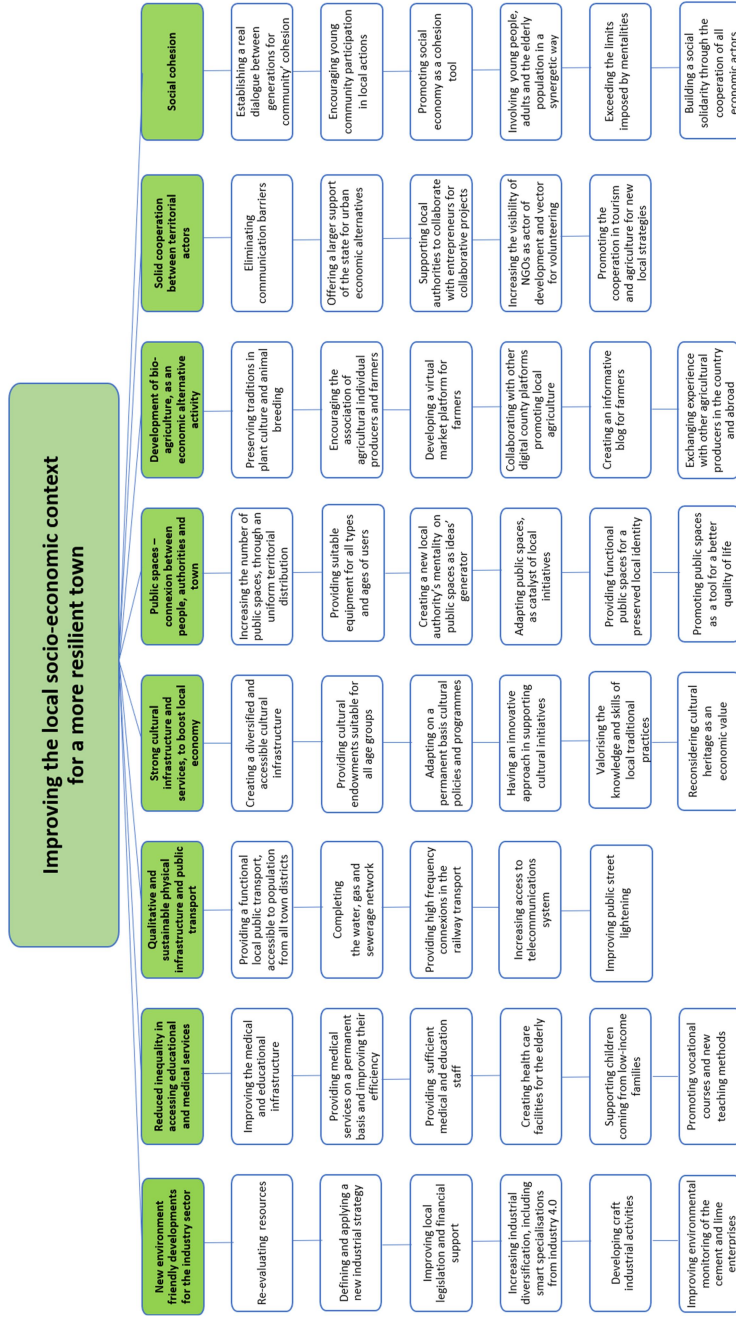 Improving the local socio-economic context
for a more resilient town
New environment
friendly developments
for the industry sector
Re-evaluating resources
Defining and applying a
new industrial strategy
Improving local
legislation and financial
support
Increasing industrial
diversification, including
smart specialisations
from industry 4.0
Developing craft
industrial activities
Improving environmental
monitoring of the
cement and lime
enterprises
Reduced inequality in
accessing educational
and medical services
Improving the medical
and educational
infrastructure
Providing medical
services on a permanent
basis and improving their
efficiency
Providing sufficient
medical and education
staff
Creating health care
facilities for the elderly
Supporting children
coming from low-income
families
Promoting vocational
courses and new
teaching methods
Qualitative and
sustainable physical
infrastructure and public
transport
Providing a functional
local public transport,
accessible to population
from all town districts
Completing
the water, gas and
sewerage network
Providing high frequency
connexions in the
railway transport
Increasing access to
telecommunications
system
Improving public street
lightening
Strong cultural
infrastructure and
services, to boost local
economy
Creating a diversified and
accessible cultural
infrastructure
Providing cultural
endowments suitable for
all age groups
Adapting on a
permanent basis cultural
policies and programmes
Having an innovative
approach in supporting
cultural initiatives
Valorising the
knowledge and skills of
local traditional
practices
Reconsidering cultural
heritage as an
economic value
Public spaces –
connexion between
people, authorities and
town
Increasing the number of
public spaces, through an
uniform territorial
distribution
Providing suitable
equipment for all types
and ages of users
Creating a new local
authority's mentality on
public spaces as ideas'
generator
Adapting public spaces,
as catalyst of local
initiatives
Providing functional
public spaces for a
preserved local identity
Promoting public spaces
as a tool for a better
quality of life
Development of bio-
agriculture, as an
economic alternative
activity
Preserving traditions in
plant culture and animal
breeding
Encouraging the
association of
agricultural individual
producers and farmers
Developing a virtual
market platform for
farmers
Collaborating with other
digital county platforms
promoting local
agriculture
Creating an informative
blog for farmers
Exchanging experience
with other agricultural
producers in the country
and abroad
Solid cooperation
between territorial
actors
Eliminating
communication barriers
Offering a larger support
of the state for urban
economic alternatives
Supporting local
authorities to collaborate
with entrepreneurs for
collaborative projects
Increasing the visibility of
NGOs as actor of
development and vector
for volunteering
Promoting the
cooperation in tourism
and agriculture for new
local strategies
Social cohesion
Establishing a real
dialogue between
generations for
community' cohesion
Encouraging young
community participation
in local actions
Promoting social
economy as a cohesion
tool
Involving young people,
adults and the elderly
population in a
synergetic way
Exceeding the limits
imposed by mentalities
Building a social
solidarity through the
cooperation of all
economic actors